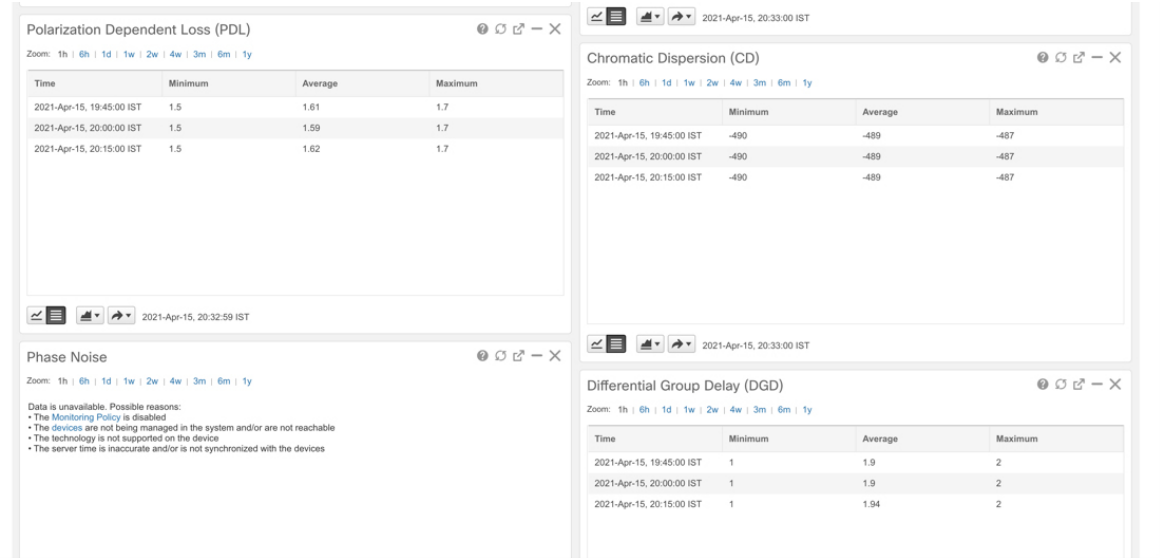 Polarization Dependent Loss (PDL)
Zoom: 1h | 6h | 1d | 1w | 2w | 4w | 3m | 6m | 1y
Time Minimum Average Maximum
2021-Apr-15, 19:45:00 IST 1.5 1.61 1.7
2021-Apr-15, 20:00:00 IST 1.5 1.59 1.7
2021-Apr-15, 20:15:00 IST 1.5 1.62 1.7
2021-Apr-15, 20:32:59 IST
Phase Noise
Zoom: 1h | 6h | 1d | 1w | 2w | 4w | 3m | 6m | 1y
Data is unavailable. Possible reasons:
• The Monitoring Policy is disabled
• The devices are not being managed in the system and/or are not reachable
• The technology is not supported on the device
• The server time is inaccurate and/or is not synchronized with the devices
2021-Apr-15, 20:33:00 IST
Chromatic Dispersion (CD)
Zoom: 1h | 6h | 1d | 1w | 2w | 4w | 3m | 6m | 1y
Time Minimum Average Maximum
2021-Apr-15, 19:45:00 IST -490 -489 -487
2021-Apr-15, 20:00:00 IST -490 -489 -487
2021-Apr-15, 20:15:00 IST -490 -489 -487
2021-Apr-15, 20:33:00 IST
Differential Group Delay (DGD)
Zoom: 1h | 6h | 1d | 1w | 2w | 4w | 3m | 6m | 1y
Time Minimum Average Maximum
2021-Apr-15, 19:45:00 IST 1 1.9 2
2021-Apr-15, 20:00:00 IST 1 1.9 2
2021-Apr-15, 20:15:00 IST 1 1.94 2